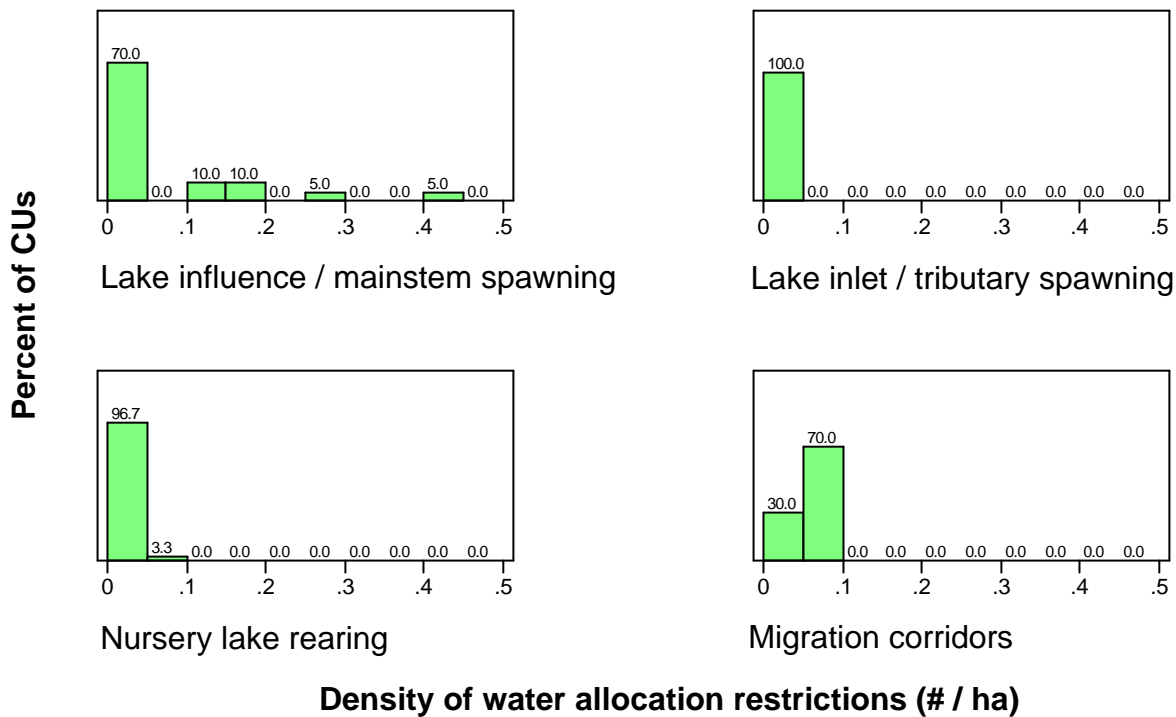 Percent of CUs
70.0
0.0 10.0 10.0 0.0 5.0 0.0 0.0 5.0 0.0
0 .1 .2 .3 .4 .5
Lake influence / mainstem spawning
100.0
0.0 0.0 0.0 0.0 0.0 0.0 0.0 0.0 0.0
0 .1 .2 .3 .4 .5
Lake inlet / tributary spawning
96.7
3.3 0.0 0.0 0.0 0.0 0.0 0.0 0.0 0.0
0 .1 .2 .3 .4 .5
Nursery lake rearing
70.0
30.0
0.0 0.0 0.0 0.0 0.0 0.0 0.0 0.0
0 .1 .2 .3 .4 .5
Migration corridors
Density of water allocation restrictions (# / ha)